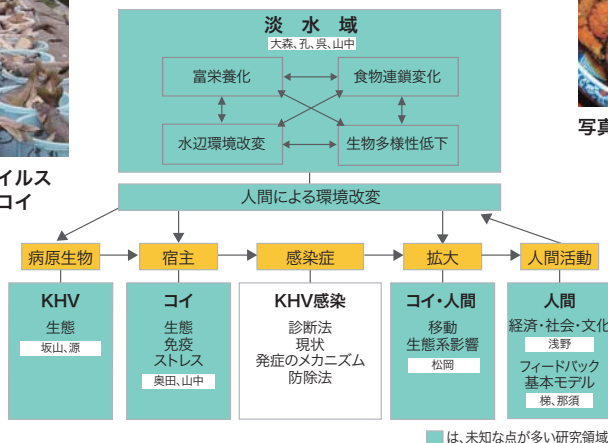 淡 水 域
大森、孔、呉、山中
富栄養化
食物連鎖変化
水辺環境改変
生物多様性低下
イルス
コイ
写真
人間による環境改変
病原生物
宿主
感染症
拡大
人間活動
KHV
生態
坂山、源
コイ
生態
免疫
ストレス
奥田、山中
KHV感染
診断法
現状
発症のメカニズム
防除法
コイ・人間
移動
生態系影響
松岡
人間
経済・社会・文化
浅野
フィードバック
基本モデル
梯、那須
は、未知な点が多い研究領域